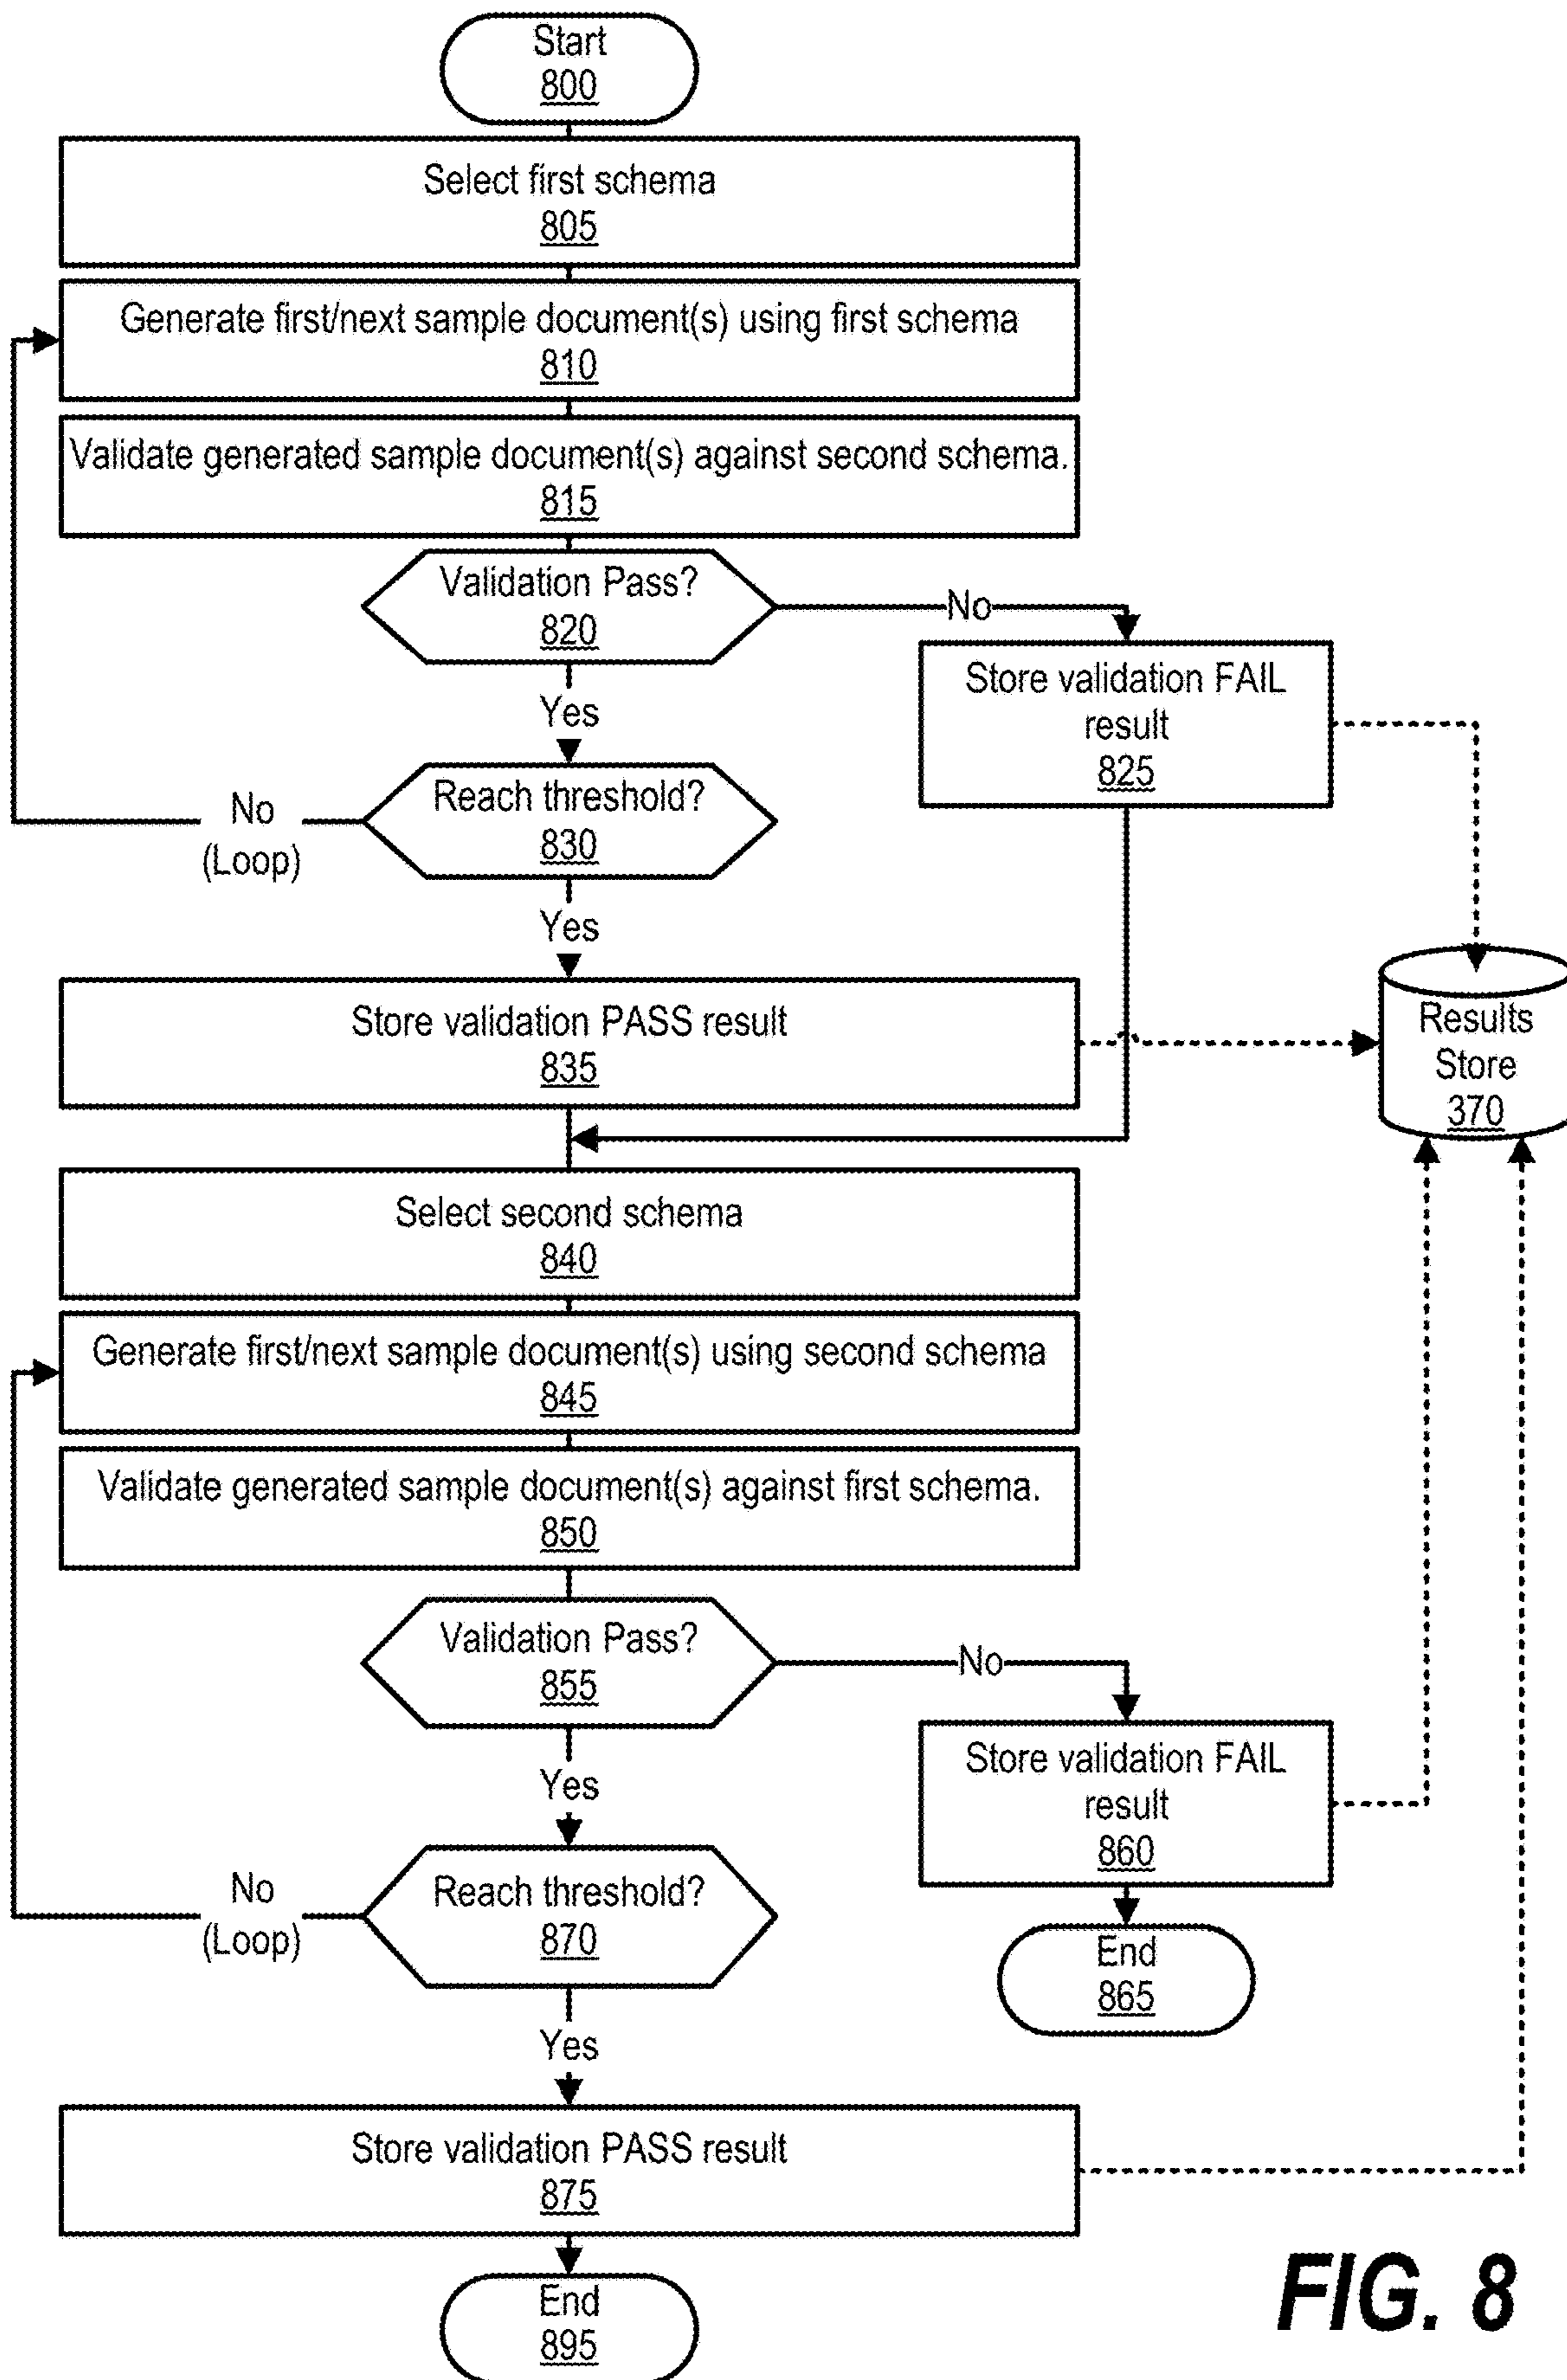 Start
800
Select first schema
805
Generate first/next sample document(s) using first schema
810
Validate generated sample document(s) against second schema.
815
Validation Pass?
820
No
Store validation FAIL
result
825
Yes
Reach threshold?
830
No
(Loop)
Yes
Store validation PASS result
835
Results
Store
370
Select second schema
840
Generate first/next sample document(s) using second schema
845
Validate generated sample document(s) against first schema.
850
Validation Pass?
855
No
Store validation FAIL
result
860
Yes
Reach threshold?
870
No
(Loop)
End
865
Yes
Store validation PASS result
875
End
895
FIG. 8